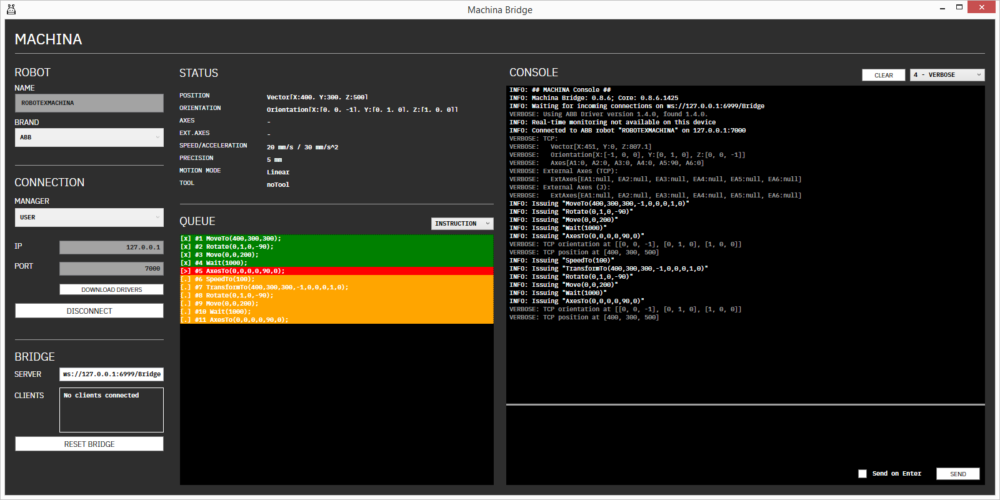 Machina Bridge
MACHINA
ROBOT
NAME
ROBOTEXMACHINA
BRAND
ABB
CONNECTION
MANAGER
USER
IP
127.0.0.1
PORT
7000
DOWNLOAD DRIVERS
DISCONNECT
BRIDGE
SERVER
ws://127.0.0.1:6999/Bridge
CLIENTS
No clients connected
RESET BRIDGE
STATUS
POSITION
Vector[X:400, Y:300, Z:500]
ORIENTATION
Orientation[X:[0, 0, -1], Y:[0, 1, 0], Z:[1, 0, 0]]
AXES
-
EXT.AXES
-
SPEED/ACCELERATION
20 mm/s / 30 mm/s^2
PRECISION
5 mm
MOTION MODE
Linear
TOOL
noTool
QUEUE
INSTRUCTION
[x] #1 MoveTo(400,300,300);
[x] #2 Rotate(0,1,0,-90);
[x] #3 Move(0,0,200);
[x] #4 Wait(1000);
[>] #5 AxesTo(0,0,0,0,90,0);
[.] #6 SpeedTo(100);
[.] #7 TransformTo(400,300,300,-1,0,0,0,1,0);
[.] #8 Rotate(0,1,0,-90);
[.] #9 Move(0,0,200);
[.] #10 Wait(1000);
[.] #11 AxesTo(0,0,0,0,90,0);
CONSOLE
CLEAR
4 - VERBOSE
INFO: ## MACHINA Console ##
INFO: Machina Bridge: 0.8.6; Core: 0.8.6.1425
INFO: Waiting for incoming connections on ws://127.0.0.1:6999/Bridge
VERBOSE: Using ABB Driver version 1.4.0, found 1.4.0.
INFO: Real-time monitoring not available on this device
INFO: Connected to ABB robot "ROBOTEXMACHINA" on 127.0.0.1:7000
VERBOSE: TCP:
VERBOSE:   Vector[X:451, Y:0, Z:807.1]
VERBOSE:   Orientation[X:[-1, 0, 0], Y:[0, 1, 0], Z:[0, 0, -1]]
VERBOSE:   Axes[A1:0, A2:0, A3:0, A4:0, A5:90, A6:0]
VERBOSE: External Axes (TCP):
VERBOSE:   ExtAxes[EA1:null, EA2:null, EA3:null, EA4:null, EA5:null, EA6:null]
VERBOSE: External Axes (J):
VERBOSE:   ExtAxes[EA1:null, EA2:null, EA3:null, EA4:null, EA5:null, EA6:null]
INFO: Issuing "MoveTo(400,300,300,-1,0,0,0,1,0)"
INFO: Issuing "Rotate(0,1,0,-90)"
INFO: Issuing "Move(0,0,200)"
INFO: Issuing "Wait(1000)"
INFO: Issuing "AxesTo(0,0,0,0,90,0)"
VERBOSE: TCP orientation at [[0, 0, -1], [0, 1, 0], [1, 0, 0]]
VERBOSE: TCP position at [400, 300, 500]
INFO: Issuing "SpeedTo(100)"
INFO: Issuing "TransformTo(400,300,300,-1,0,0,0,1,0)"
INFO: Issuing "Rotate(0,1,0,-90)"
INFO: Issuing "Move(0,0,200)"
INFO: Issuing "Wait(1000)"
INFO: Issuing "AxesTo(0,0,0,0,90,0)"
VERBOSE: TCP orientation at [[0, 0, -1], [0, 1, 0], [1, 0, 0]]
VERBOSE: TCP position at [400, 300, 500]
Send on Enter
SEND